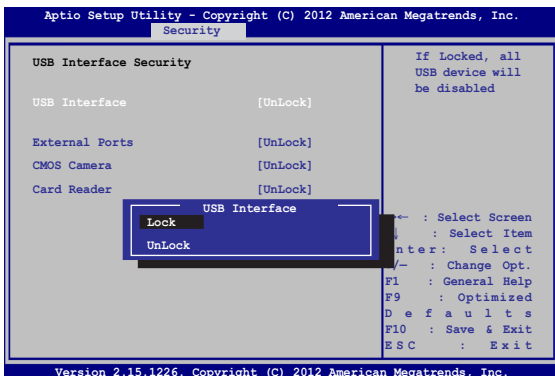 Aptio Setup Utility - Copyright (C) 2012 American Megatrends, Inc.
Security
USB Interface Security
USB Interface [UnLock]
External Ports [UnLock]
CMOS Camera [UnLock]
Card Reader [UnLock]
USB Interface
Lock
UnLock
If Locked, all
USB device will
be disabled
← : Select Screen
: Select Item
nter: Select
/— : Change Opt.
F1 : General Help
F9 : Optimized
Defaults
F10 : Save & Exit
ESC : Exit
Version 2.15.1226. Copyright (C) 2012 American Megatrends, Inc.